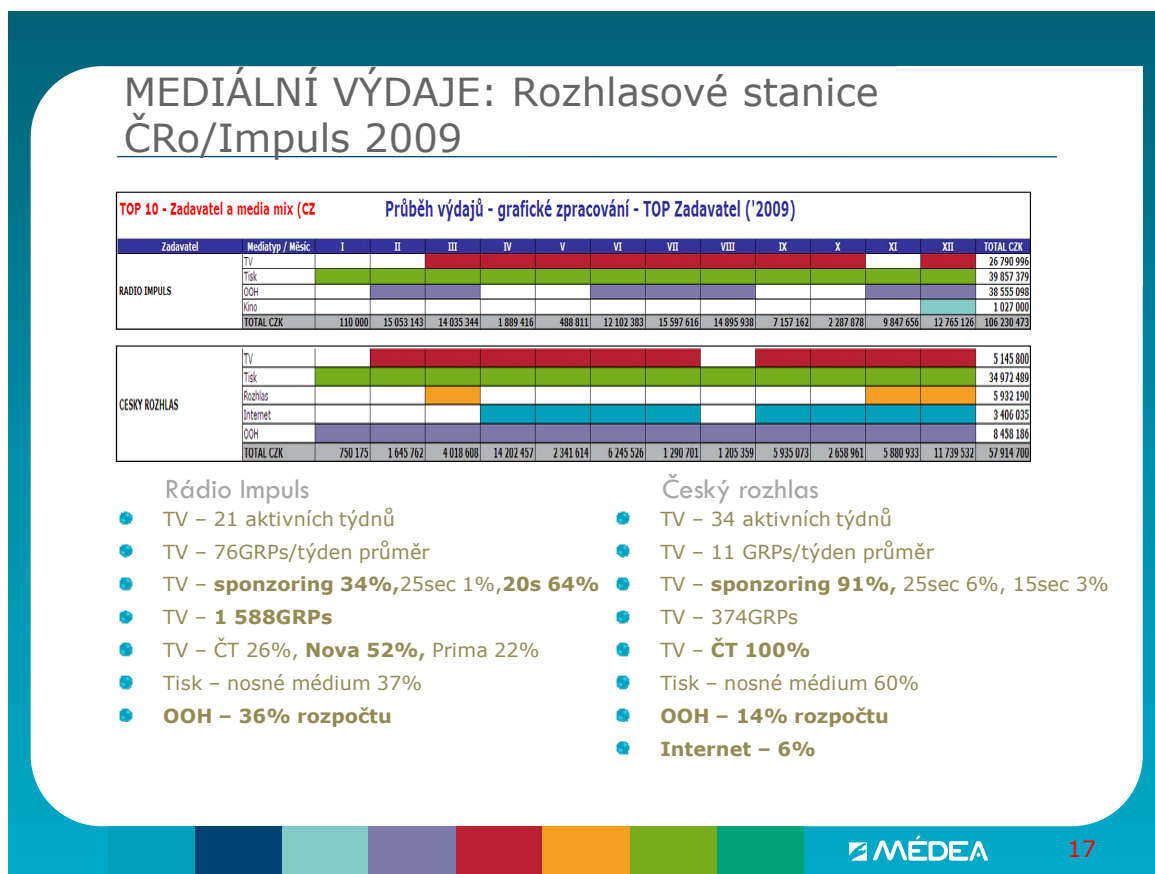 MEDIÁLNÍ VÝDAJE: Rozhlasové stanice
ČRo/Impuls 2009
TOP 10 - Zadavatel a media mix (CZ Průběh výdajů - grafické zpracování - TOP Zadavatel ('2009)
Zadavatel Mediatyp / Měsíc I II III IV V VI VII VIII IX X XI XII TOTAL CZK
TV 26 790 996
Tisk 39 857 379
RADIO IMPULS
OOH 38 555 098
Kino 1 027 000
TOTAL CZK 110 000 15 053 143 14 035 344 1 889 416 488 811 12 102 383 15 597 616 14 895 938 7 157 162 2 287 878 9 847 656 12 765 126 106 230 473
TV 5 145 800
Tisk 34 972 489
CESKY ROZHLAS
Rozhlas 5 932 190
Internet 3 406 035
OOH 8 458 186
TOTAL CZK 750 175 1 645 762 4 018 608 14 202 457 2 341 614 6 245 526 1 290 701 1 205 359 5 935 073 2 658 961 5 880 933 11 739 532 57 914 700
Rádio Impuls
TV – 21 aktivních týdnů
TV – 76GRPs/týden průměr
TV – sponzoring 34%,25sec 1%,20s 64%
TV – 1 588GRPs
TV – ČT 26%, Nova 52%, Prima 22%
Tisk – nosné médium 37%
OOH – 36% rozpočtu
Český rozhlas
TV – 34 aktivních týdnů
TV – 11 GRPs/týden průměr
TV – sponzoring 91%, 25sec 6%, 15sec 3%
TV – 374GRPs
TV – ČT 100%
Tisk – nosné médium 60%
OOH – 14% rozpočtu
Internet – 6%
MÉDEA 17